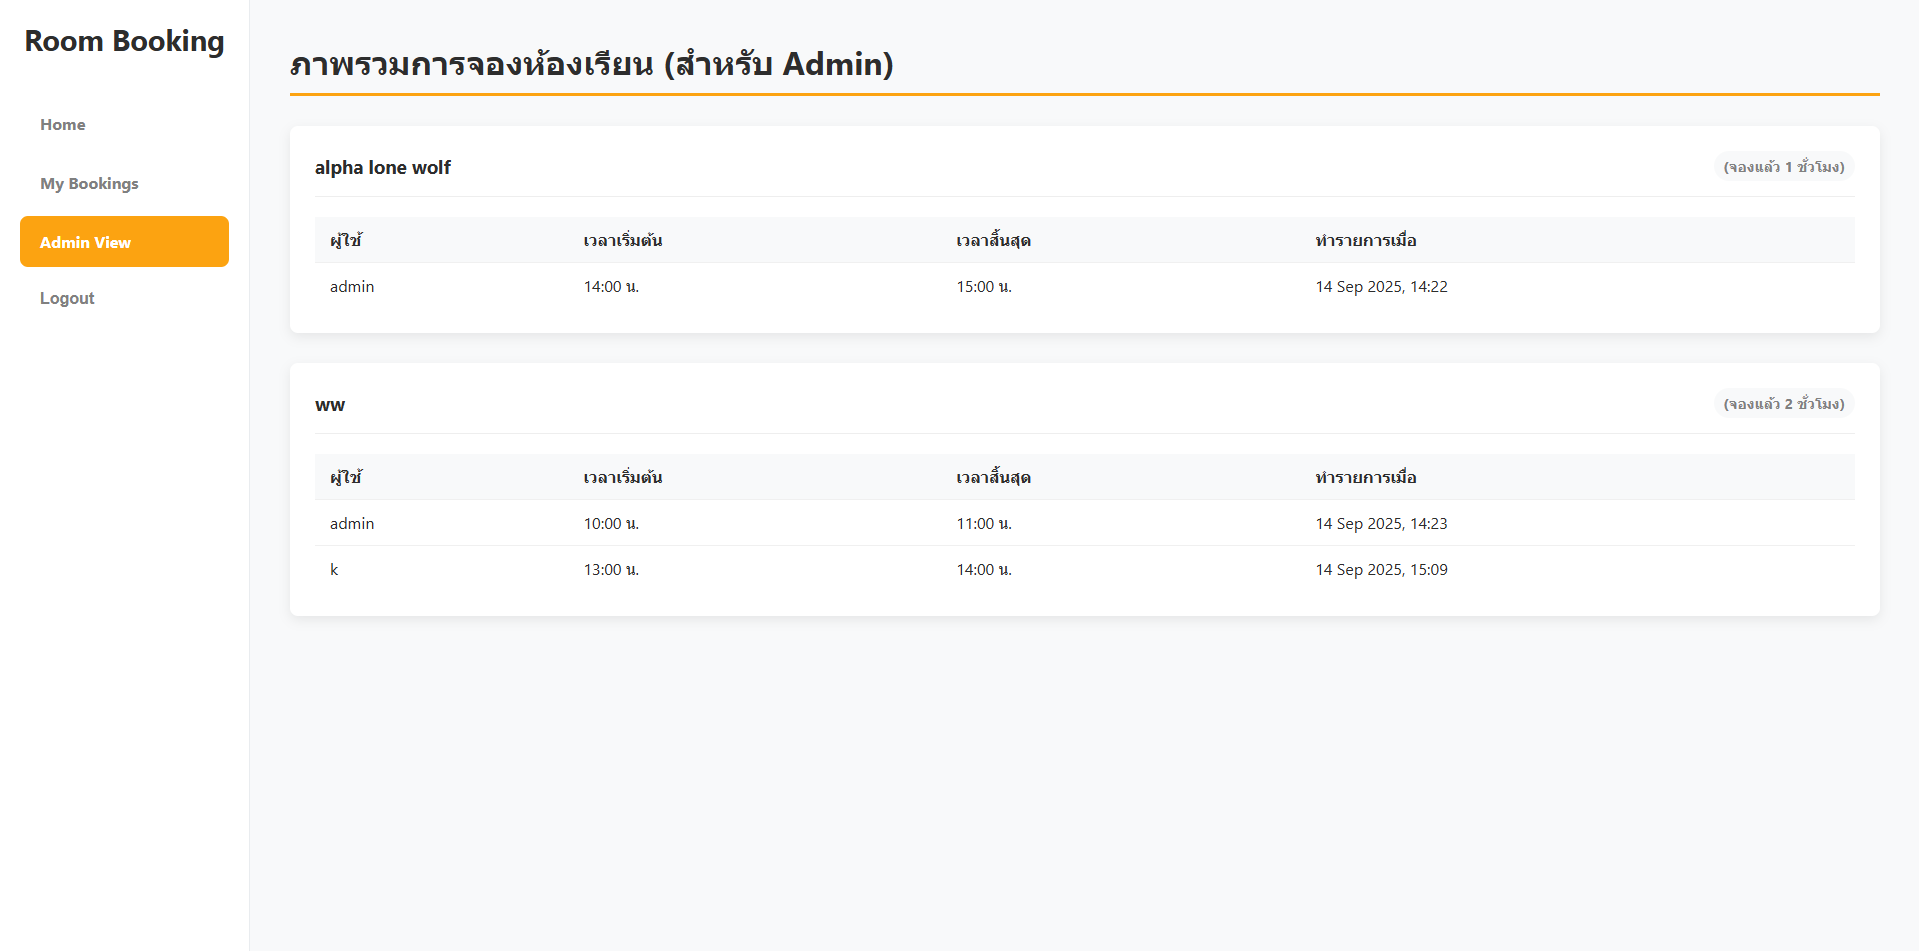 Room Booking
Home
My Bookings
Admin View
Logout
ภาพรวมการจองห้องเรียน (สำหรับ Admin)
alpha lone wolf (จองแล้ว 1 ชั่วโมง)
ผู้ใช้ เวลาเริ่มต้น เวลาสิ้นสุด ทำรายการเมื่อ
admin 14:00 น. 15:00 น. 14 Sep 2025, 14:22
ww (จองแล้ว 2 ชั่วโมง)
ผู้ใช้ เวลาเริ่มต้น เวลาสิ้นสุด ทำรายการเมื่อ
admin 10:00 น. 11:00 น. 14 Sep 2025, 14:23
k 13:00 น. 14:00 น. 14 Sep 2025, 15:09